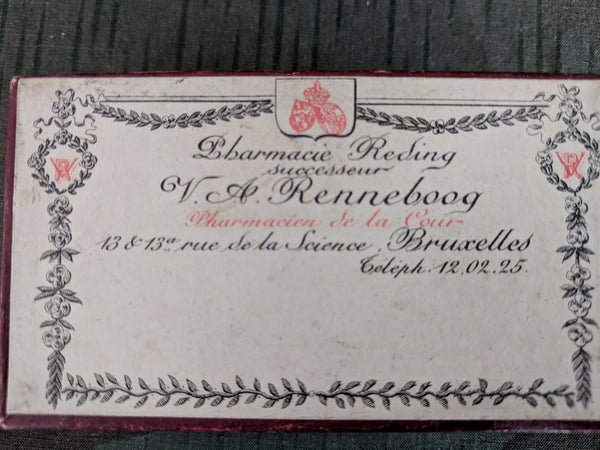 Pharmacie Reding
successeur
V. A. Renneboog
Pharmacien de la Cour
13 & 13a rue de la Science, Bruxelles
Téléph. 12.02.25.